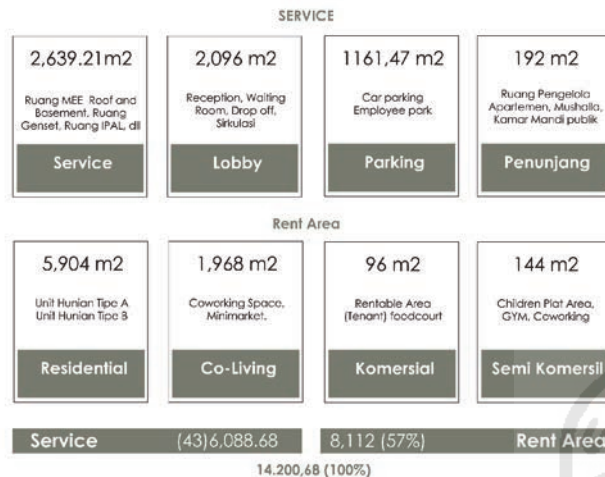 SERVICE
2,639.21m2
Ruang MEE Roof and
Basement, Ruang
Genset, Ruang IPAL, dll
Service
2,096 m2
Reception, Waiting
Room, Drop off,
Sirkulasi
Lobby
1161,47 m2
Car parking
Employee park
Parking
192 m2
Ruang Pengelola
Apartemen, Mushalla,
Kamar Mandi publik
Penunjang
Rent Area
5,904 m2
Unit Hunian Tipe A
Unit Hunian Tipe B
Residential
1,968 m2
Coworking Space,
Minimarket.
Co-Living
96 m2
Rentable Area
(Tenant) foodcourt
Komersial
144 m2
Children Plat Area,
GYM, Coworking
Semi Komersil
Service (43)6,088.68
8,112 (57%) Rent Area
14.200,68 (100%)